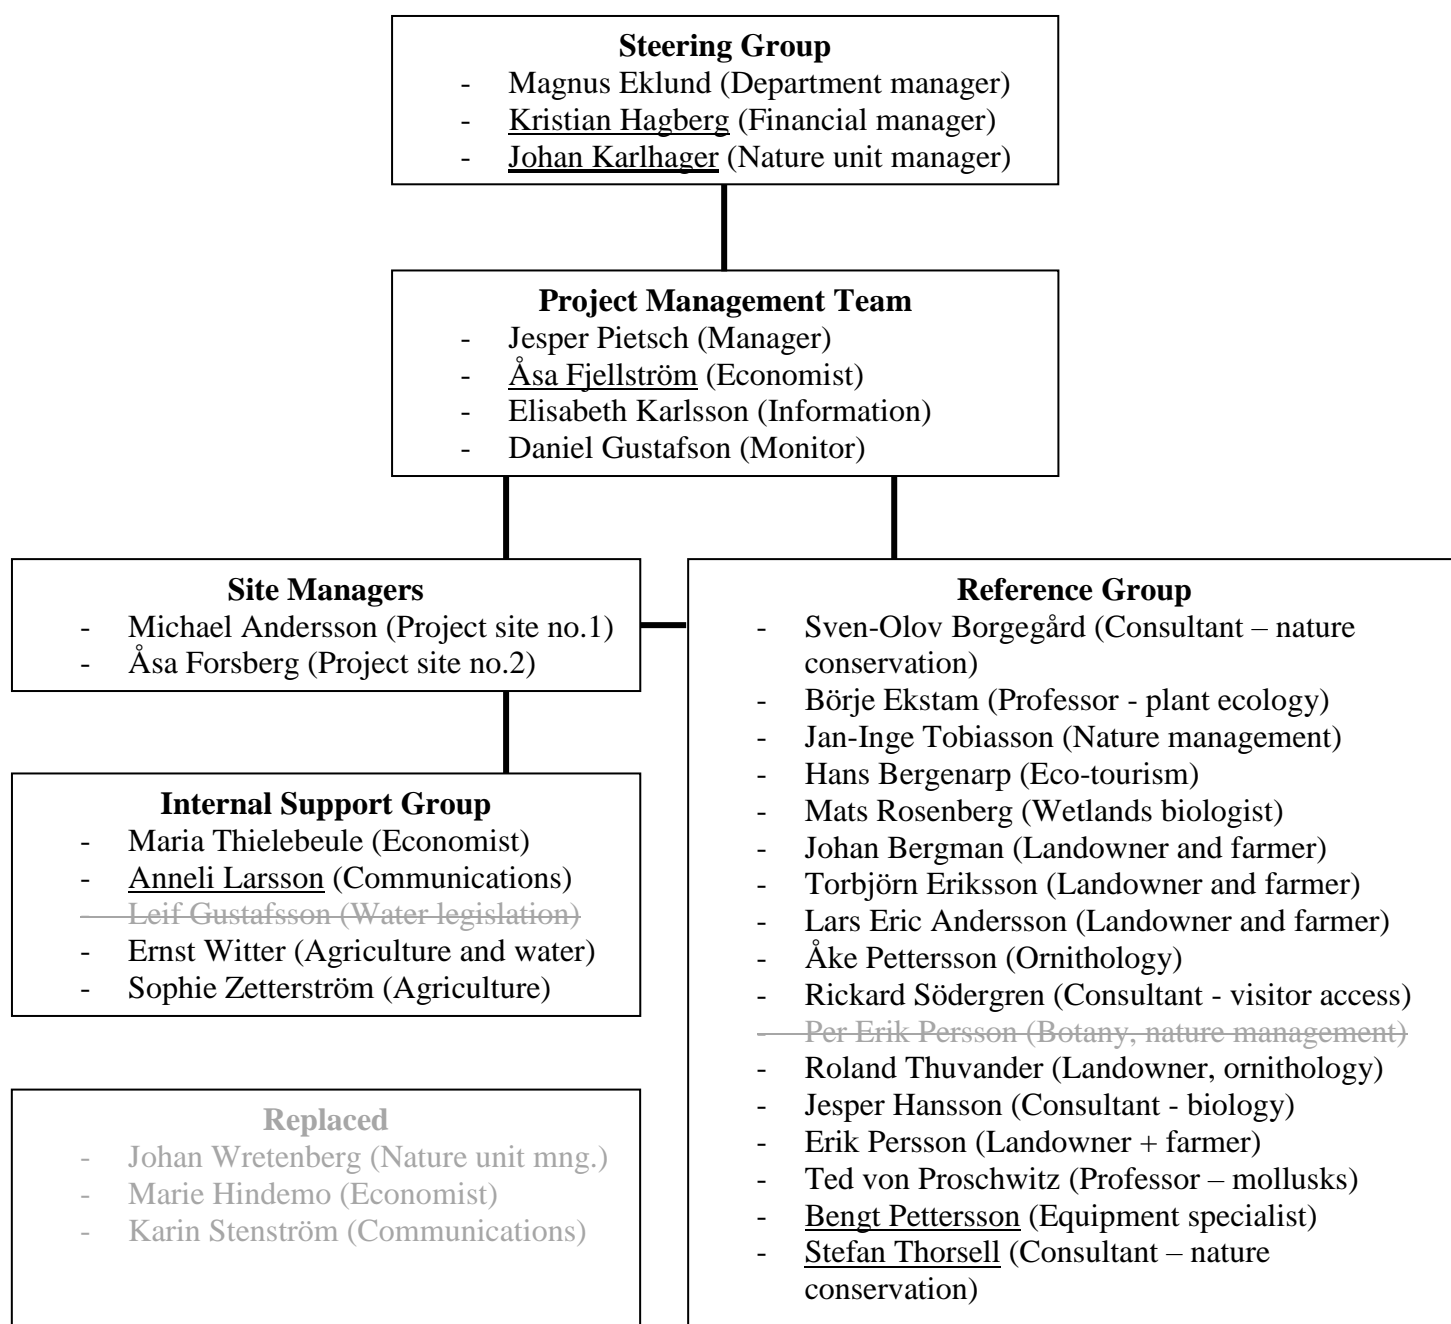 Steering Group
- Magnus Eklund (Department manager)
- Kristian Hagberg (Financial manager)
- Johan Karlhager (Nature unit manager)
Project Management Team
- Jesper Pietsch (Manager)
- Åsa Fjellström (Economist)
- Elisabeth Karlsson (Information)
- Daniel Gustafson (Monitor)
Site Managers
- Michael Andersson (Project site no.1)
- Åsa Forsberg (Project site no.2)
Internal Support Group
- Maria Thielebeule (Economist)
- Anneli Larsson (Communications)
- Leif Gustafsson (Water legislation)
- Ernst Witter (Agriculture and water)
- Sophie Zetterström (Agriculture)
Replaced
- Johan Wretenberg (Nature unit mng.)
- Marie Hindemo (Economist)
- Karin Stenström (Communications)
Reference Group
- Sven-Olov Borgegård (Consultant – nature
conservation)
- Börje Ekstam (Professor - plant ecology)
- Jan-Inge Tobiasson (Nature management)
- Hans Bergenarp (Eco-tourism)
- Mats Rosenberg (Wetlands biologist)
- Johan Bergman (Landowner and farmer)
- Torbjörn Eriksson (Landowner and farmer)
- Lars Eric Andersson (Landowner and farmer)
- Åke Pettersson (Ornithology)
- Rickard Södergren (Consultant - visitor access)
- Per Erik Persson (Botany, nature management)
- Roland Thuvander (Landowner, ornithology)
- Jesper Hansson (Consultant - biology)
- Erik Persson (Landowner + farmer)
- Ted von Proschwitz (Professor – mollusks)
- Bengt Pettersson (Equipment specialist)
- Stefan Thorsell (Consultant – nature
conservation)